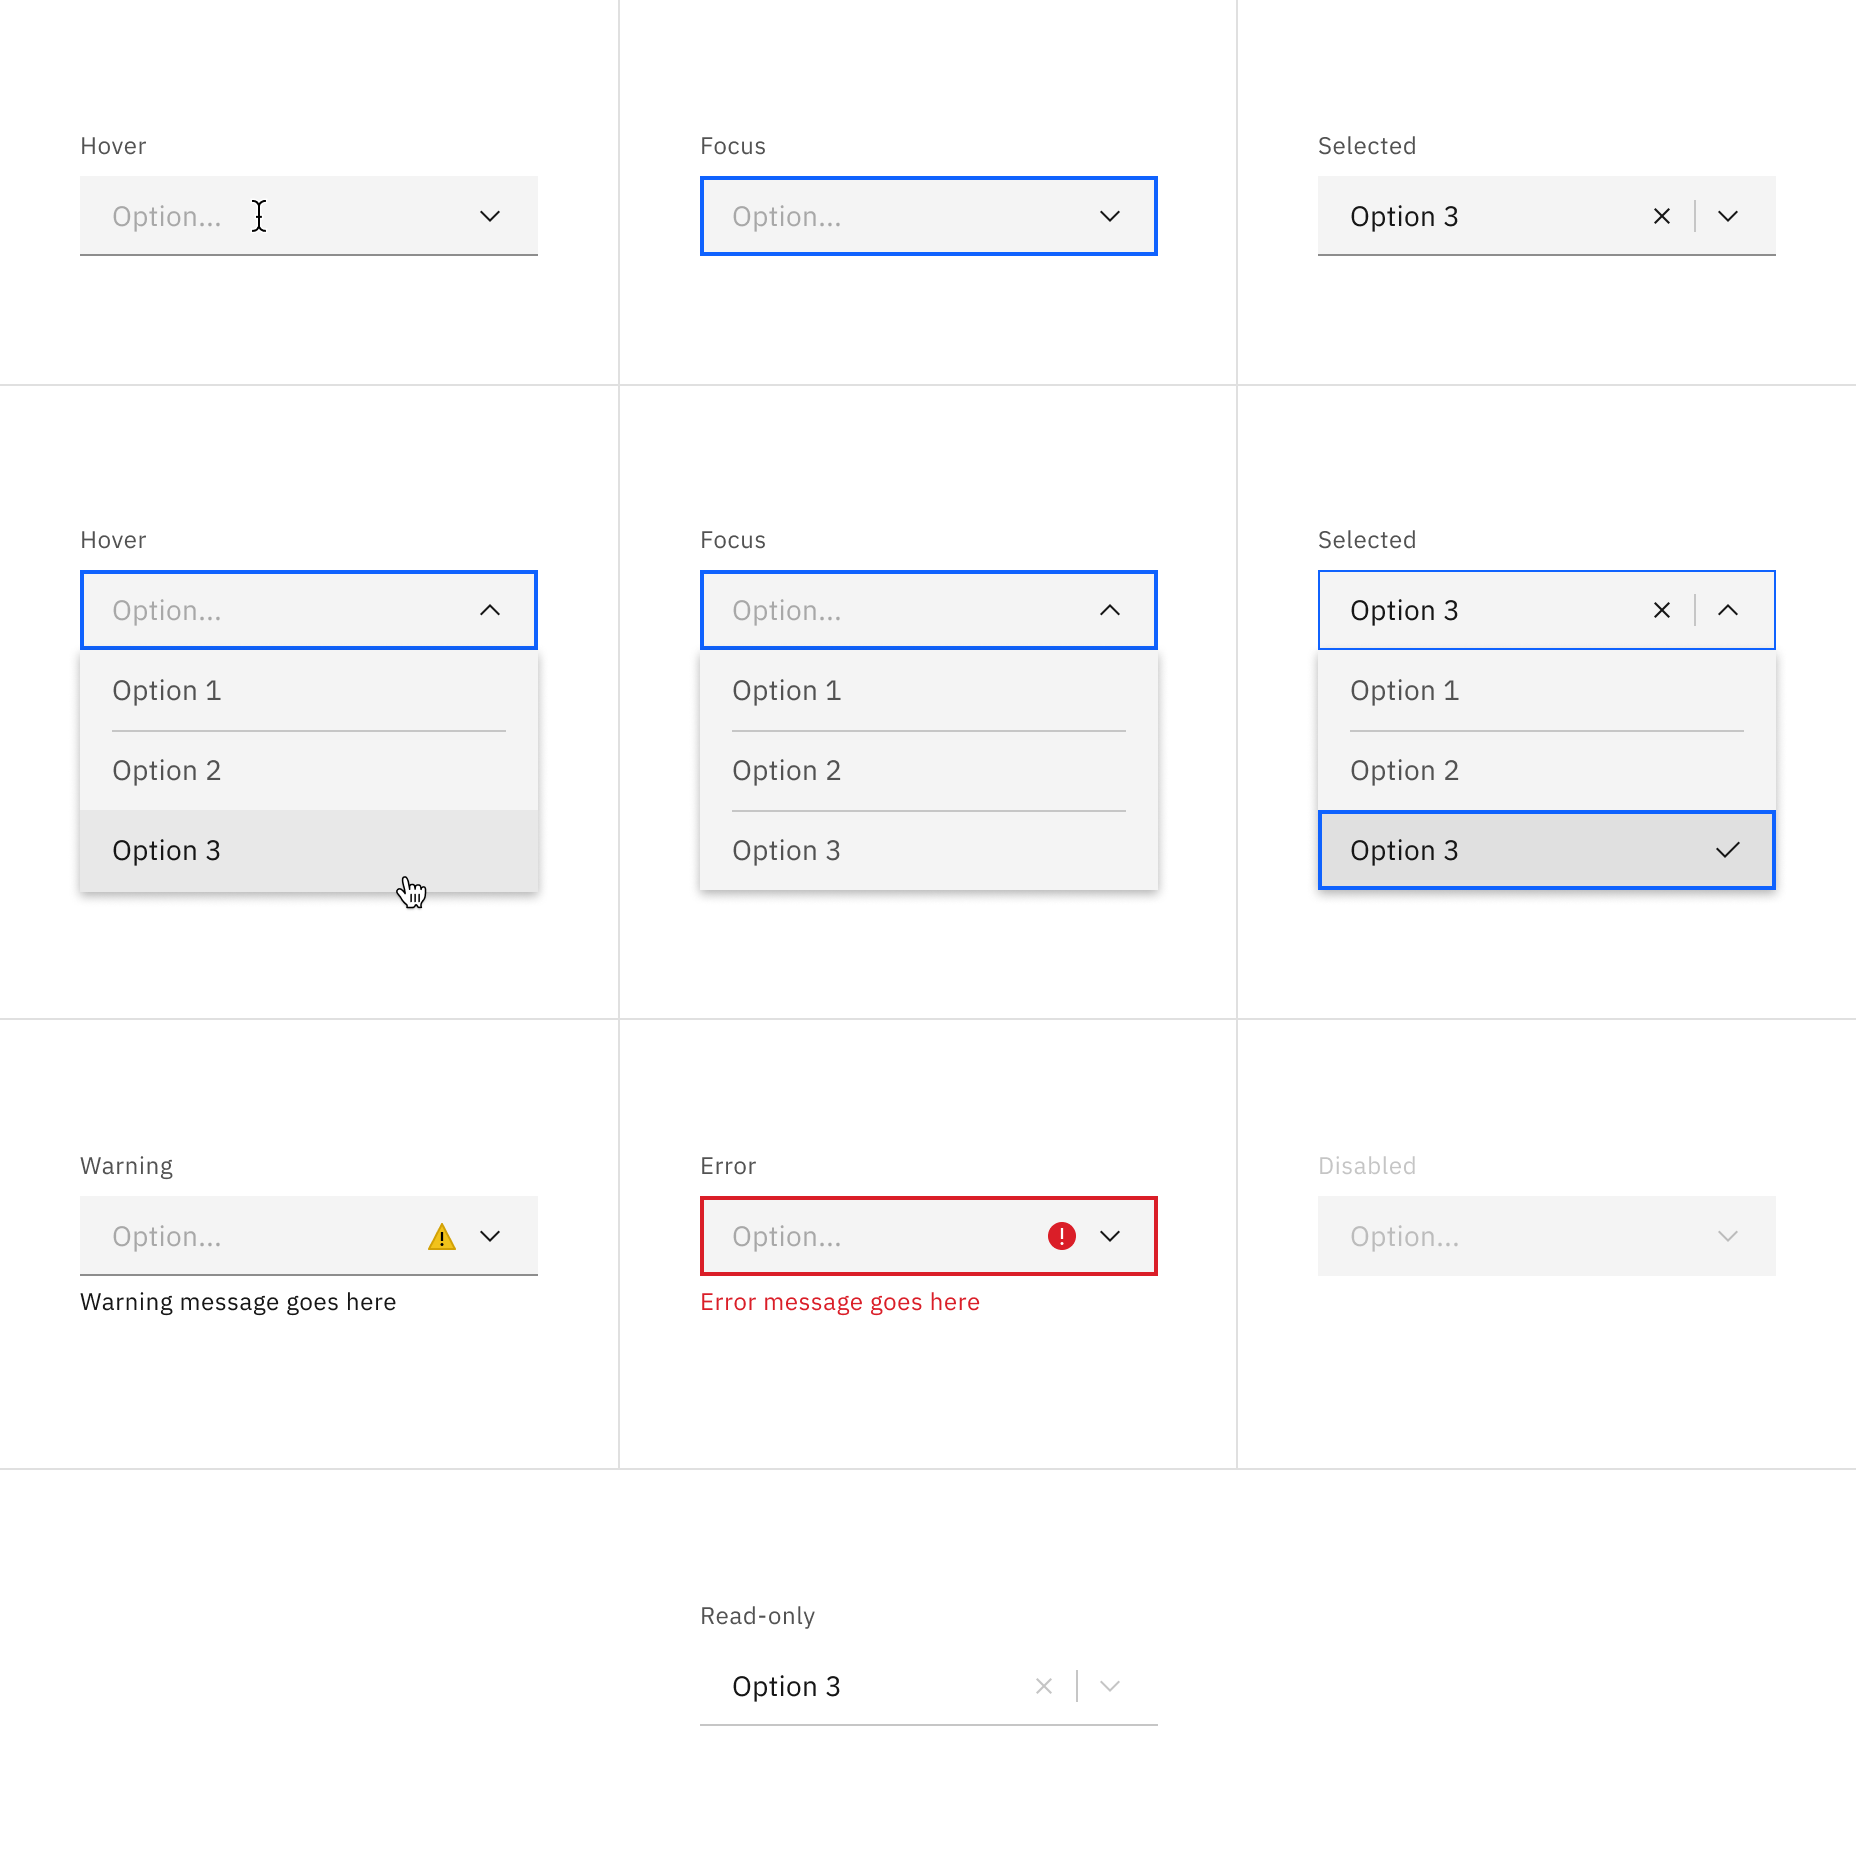 Hover
Option...
Focus
Option...
Selected
Option 3
Hover
Option...
Option 1
Option 2
Option 3
Focus
Option...
Option 1
Option 2
Option 3
Selected
Option 3
Option 1
Option 2
Option 3
Warning
Option...
Warning message goes here
Error
Option...
Error message goes here
Disabled
Option...
Read-only
Option 3